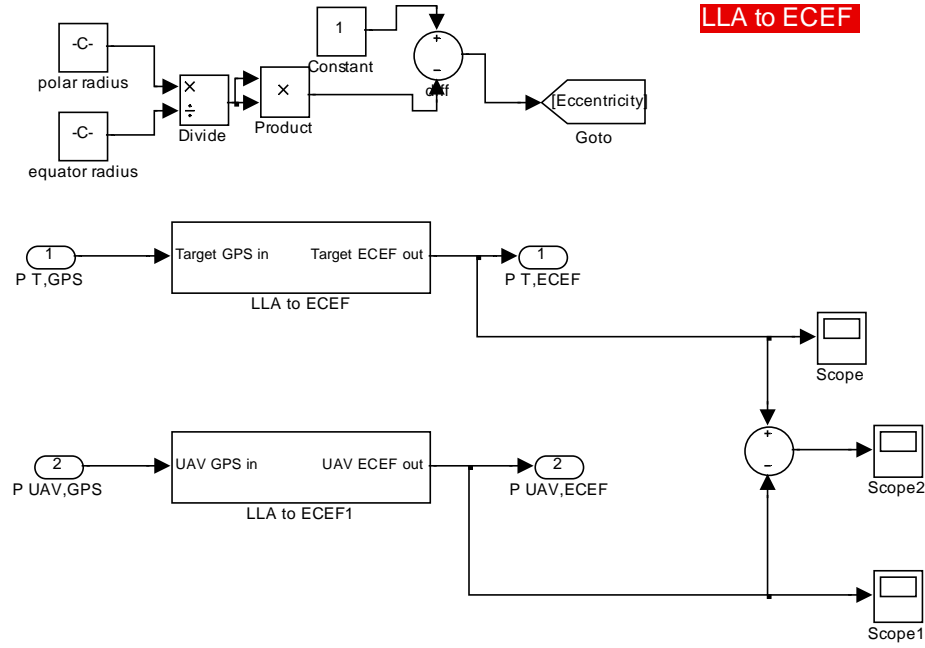 LLA to ECEF
-C-
polar radius
-C-
equator radius
×
÷
Divide
×
Product
1
Constant
+
−
diff
[Eccentricity]
Goto
1
P T,GPS
Target GPS in
Target ECEF out
LLA to ECEF
1
P T,ECEF
Scope
2
P UAV,GPS
UAV GPS in
UAV ECEF out
LLA to ECEF1
2
P UAV,ECEF
+
−
Scope2
Scope1